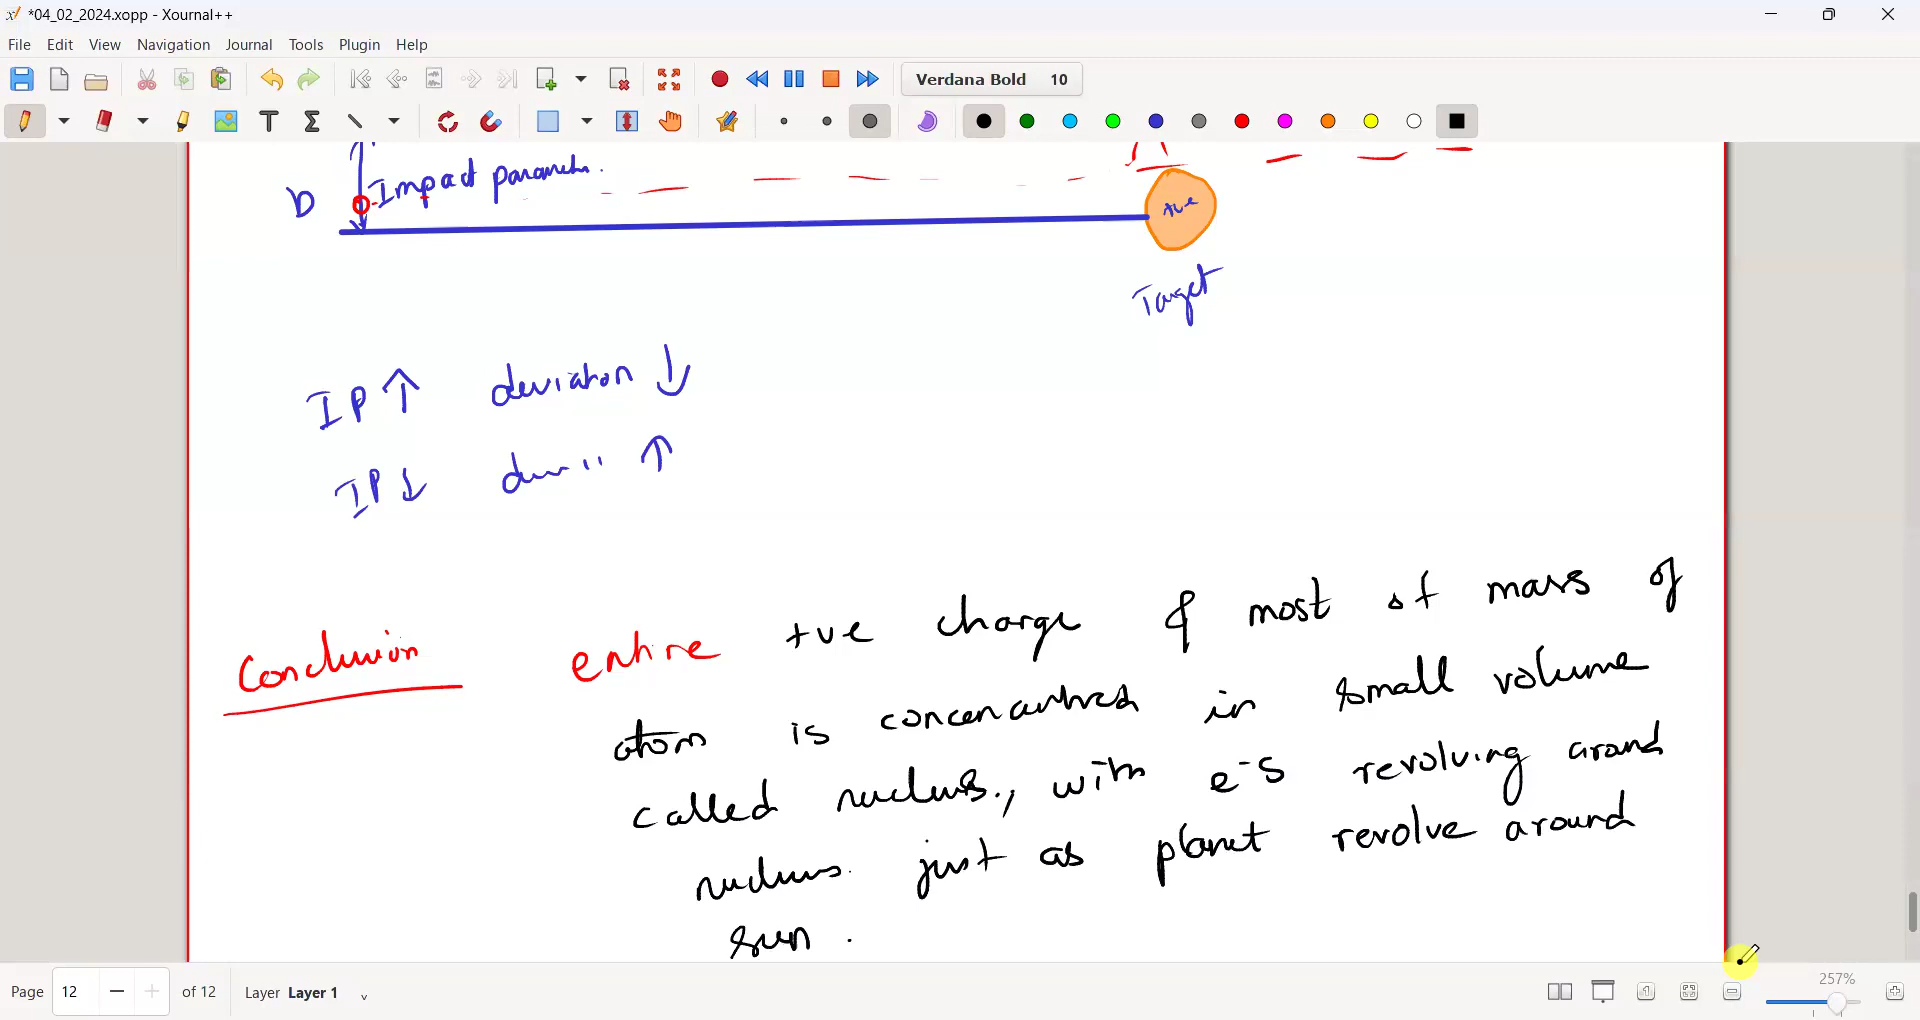 *04_02_2024.xopp - Xournal++
File Edit View Navigation Journal Tools Plugin Help
Verdana Bold 10
b
Impact parameter.
+ve
Target
IP ↑ deviation ↓
IP ↓ " ↑
Conclusion entire +ve charge & most of mass of
atom is in small volume
called nucleus, with e-s revolving around
nucleus. just as planet revolve around
sun.
Page 12 of 12 Layer Layer 1
257%